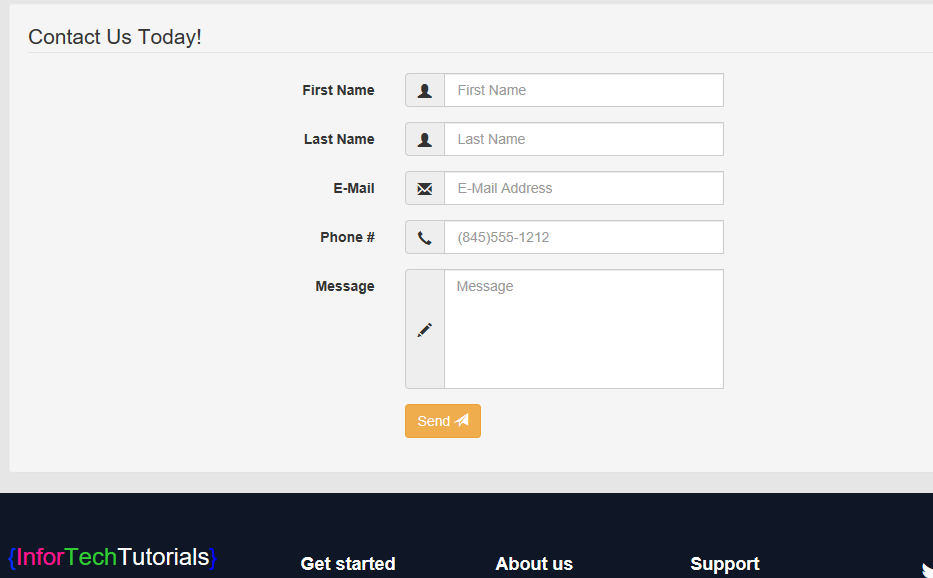 Contact Us Today!
First Name First Name
Last Name Last Name
E-Mail E-Mail Address
Phone # (845)555-1212
Message Message
Send
{InforTechTutorials}
Get started About us Support